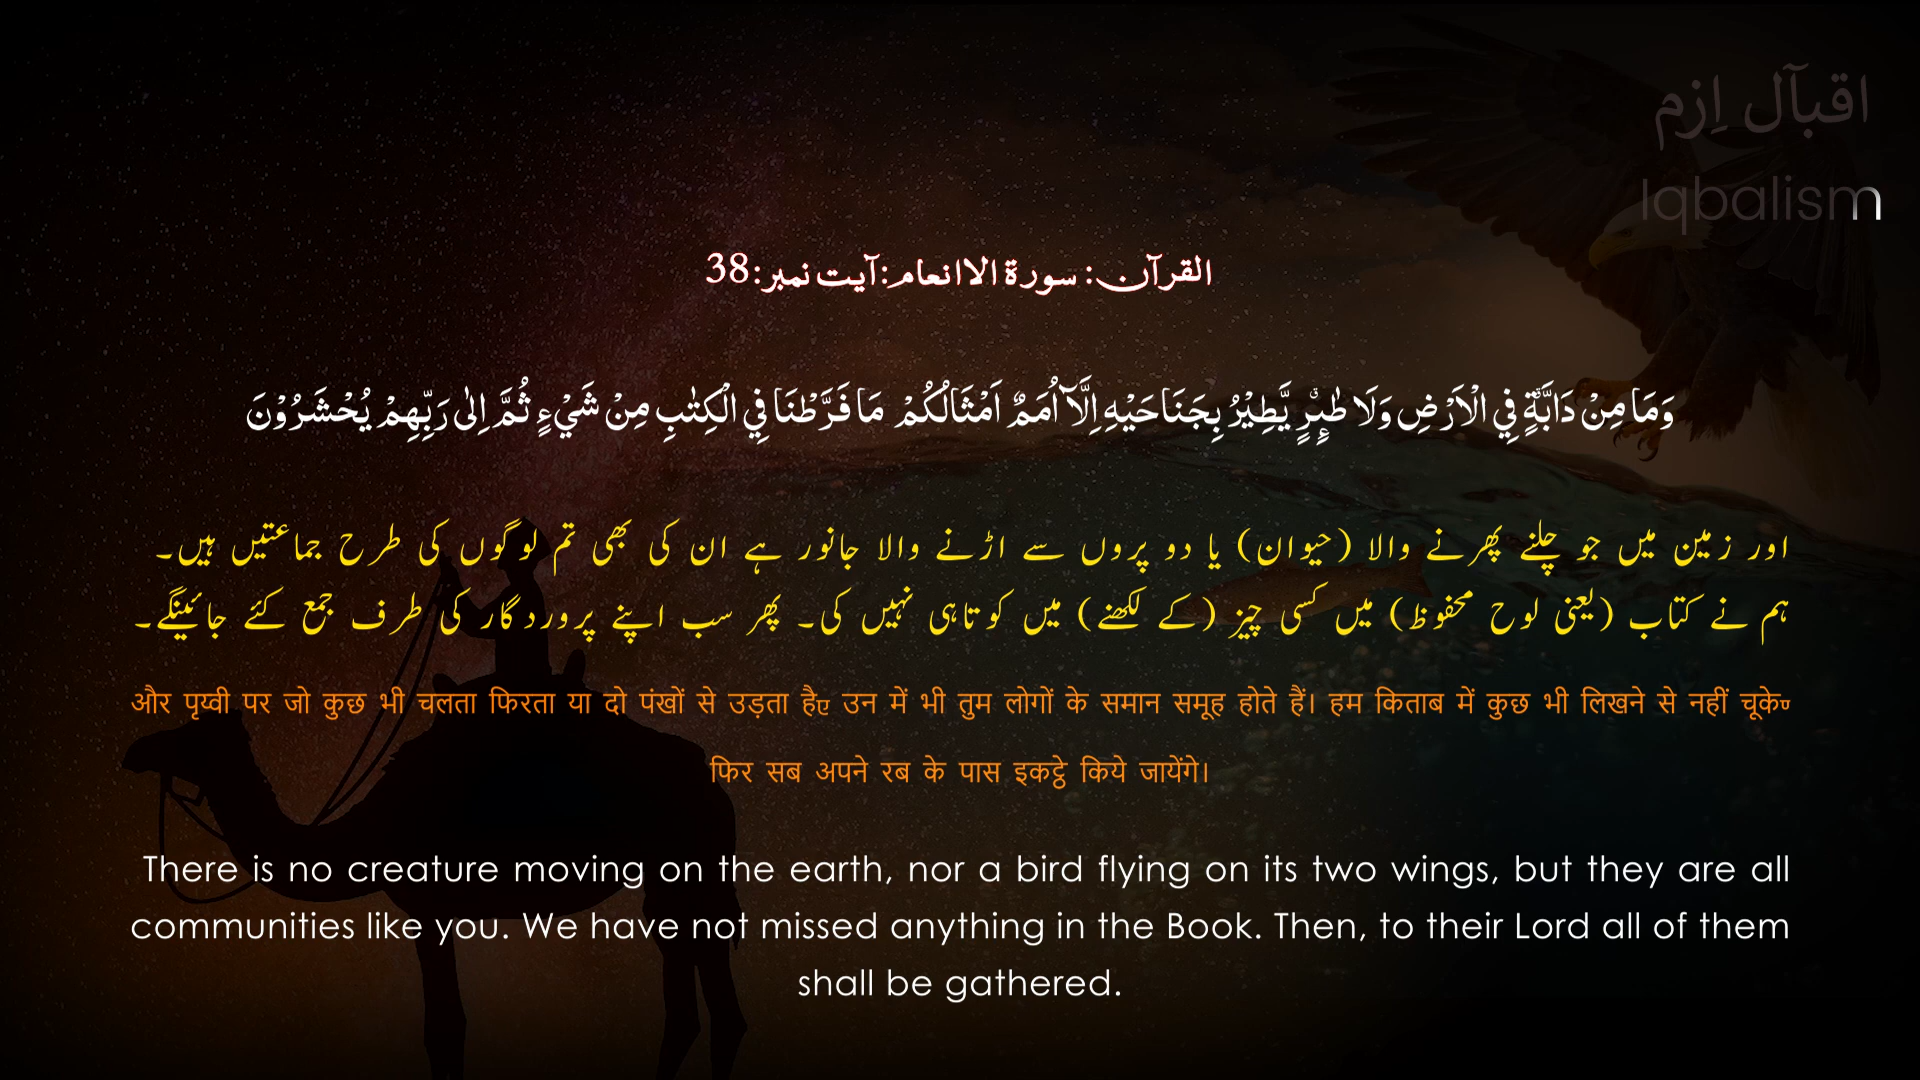 اقبآل اِزم
Iqbalism
القرآن: سورة الاانعام:آیت نمبر:38
وَمَا مِنْ دَآبَّةٍ فِي الْاَرْضِ وَلَا طٰٓئِرٍ يَّطِيْرُ بِجَنَاحَيْهِ اِلَّآ اُمَمٌ اَمْثَالُكُمْ مَا فَرَّطْنَا فِي الْكِتٰبِ مِنْ شَيْءٍ ثُمَّ اِلٰى رَبِّهِمْ يُحْشَرُوْنَ
اور زمین میں جو چلنے پھرنے والا (حیوان) یا دو پروں سے اڑنے والا جانور ہے ان کی بھی تم لوگوں کی طرح جماعتیں ہیں۔
ہم نے کتاب (یعنی لوح محفوظ) میں کسی چیز (کے لکھنے) میں کوتاہی نہیں کی۔ پھر سب اپنے پروردگار کی طرف جمع کئے جائینگے۔
और पृय्वी पर जो कुछ भी चलता फिरता या दो पंखों से उड़ता हैए उन में भी तुम लोगों के समान समूह होते हैं। हम किताब में कुछ भी लिखने से नहीं चूकेण्
फिर सब अपने रब के पास इकट्ठे किये जायेंगे।
There is no creature moving on the earth, nor a bird flying on its two wings, but they are all
communities like you. We have not missed anything in the Book. Then, to their Lord all of them
shall be gathered.